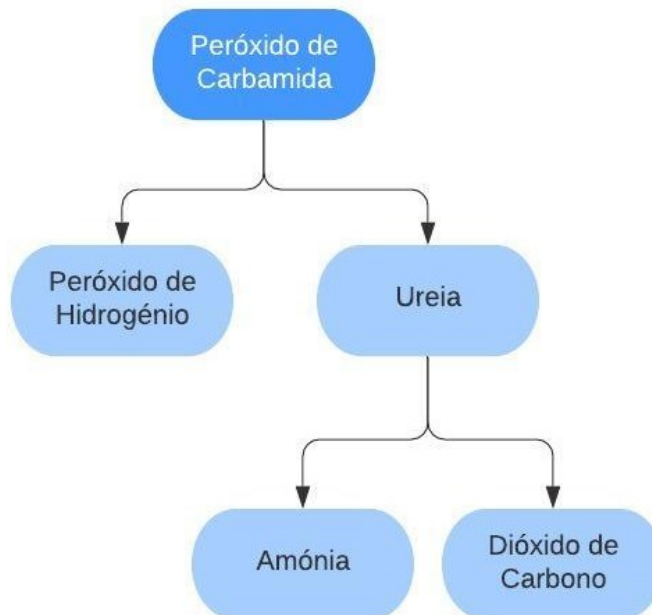 Peróxido de
Carbamida
Peróxido de
Hidrogénio
Ureia
Amónia
Dióxido de
Carbono